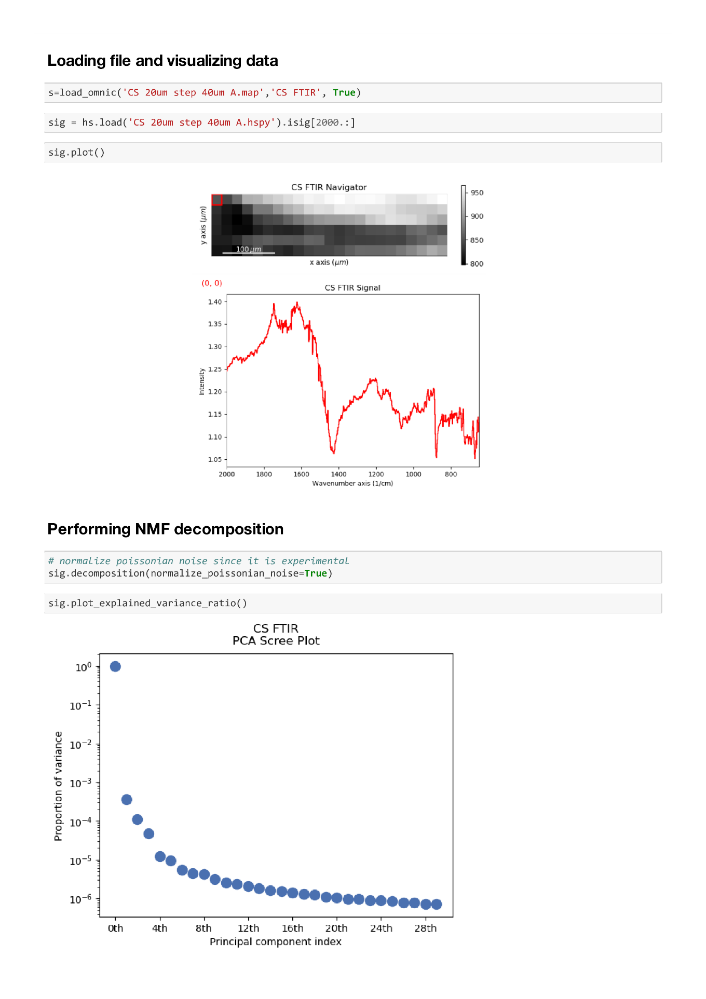 Loading file and visualizing data
s=load_omnic('CS 20um step 40um A.map','CS FTIR', True)
sig = hs.load('CS 20um step 40um A.hspy').isig[2000.:]
sig.plot()
CS FTIR Navigator
y axis (μm)
100 μm
x axis (μm)
950
900
850
800
(0, 0)
CS FTIR Signal
Intensity
1.40
1.35
1.30
1.25
1.20
1.15
1.10
1.05
2000 1800 1600 1400 1200 1000 800
Wavenumber axis (1/cm)
Performing NMF decomposition
# normalize poissonian noise since it is experimental
sig.decomposition(normalize_poissonian_noise=True)
sig.plot_explained_variance_ratio()
CS FTIR
PCA Scree Plot
Proportion of variance
10⁰
10⁻¹
10⁻²
10⁻³
10⁻⁴
10⁻⁵
10⁻⁶
0th 4th 8th 12th 16th 20th 24th 28th
Principal component index